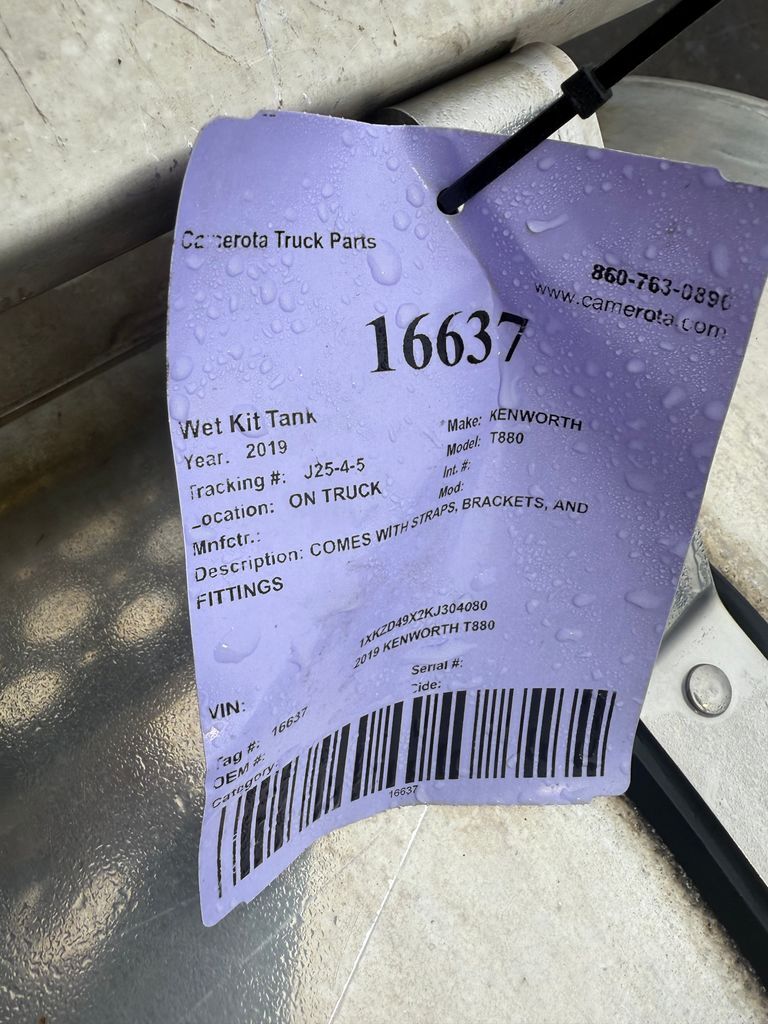 Camerota Truck Parts
860-763-0896
www.camerota.com
16637
Wet Kit Tank
Year: 2019
Tracking #: J25-4-5
Location: ON TRUCK
Mnfctr.:
Make: KENWORTH
Model: T880
Int. #:
Mod:
Description: COMES WITH STRAPS, BRACKETS, AND
FITTINGS
1XKZD49X2KJ304080
2019 KENWORTH T880
VIN:
Serial #:
Side:
Tag #: 16637
OEM #:
Category:
16637